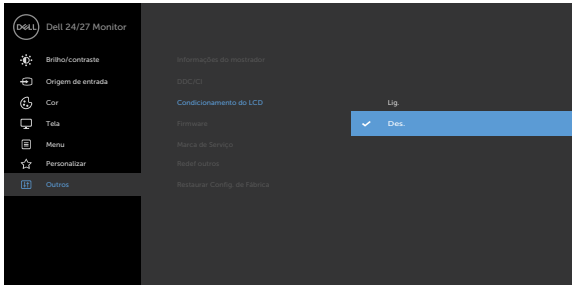 DELL Dell 24/27 Monitor
Brilho/contraste
Origem de entrada
Cor
Tela
Menu
Personalizar
Outros
Informações do mostrador
DDC/CI
Condicionamento do LCD
Firmware
Marca de Serviço
Redef outros
Restaurar Config. de Fábrica
Lig.
Des.